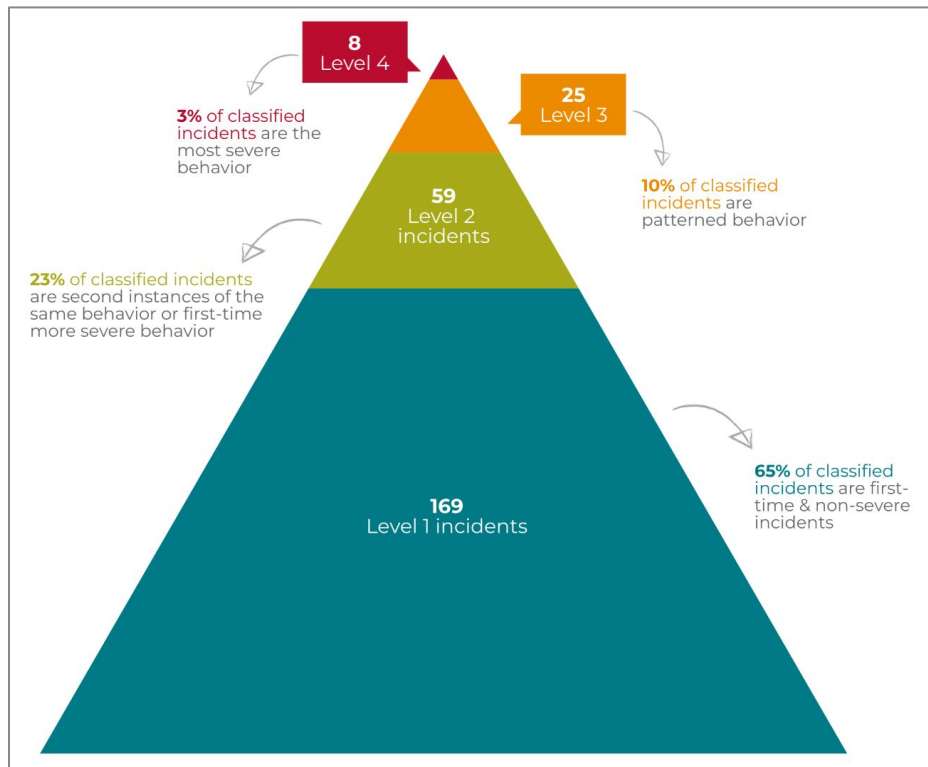 8
Level 4
3% of classified
incidents are the
most severe
behavior
25
Level 3
10% of classified
incidents are
patterned behavior
59
Level 2
incidents
23% of classified incidents
are second instances of the
same behavior or first-time
more severe behavior
169
Level 1 incidents
65% of classified
incidents are first-
time & non-severe
incidents